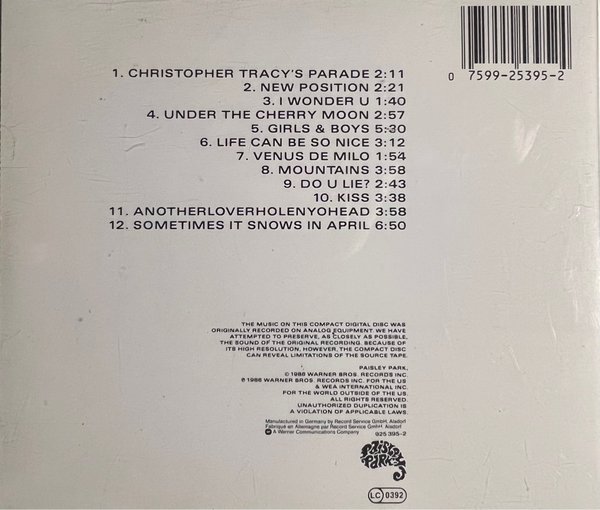 0 7599-25395-2
1. CHRISTOPHER TRACY'S PARADE 2:11
2. NEW POSITION 2:21
3. I WONDER U 1:40
4. UNDER THE CHERRY MOON 2:57
5. GIRLS & BOYS 5:30
6. LIFE CAN BE SO NICE 3:12
7. VENUS DE MILO 1:54
8. MOUNTAINS 3:58
9. DO U LIE? 2:43
10. KISS 3:38
11. ANOTHERLOVERHOLENYOHEAD 3:58
12. SOMETIMES IT SNOWS IN APRIL 6:50
THE MUSIC ON THIS COMPACT DIGITAL DISC WAS
ORIGINALLY RECORDED ON ANALOG EQUIPMENT. WE HAVE
ATTEMPTED TO PRESERVE, AS CLOSELY AS POSSIBLE,
THE SOUND OF THE ORIGINAL RECORDING. BECAUSE OF
ITS HIGH RESOLUTION, HOWEVER, THE COMPACT DISC
CAN REVEAL LIMITATIONS OF THE SOURCE TAPE.
PAISLEY PARK,
© 1986 WARNER BROS. RECORDS INC.
℗ 1986 WARNER BROS. RECORDS INC. FOR THE US
& WEA INTERNATIONAL INC.
FOR THE WORLD OUTSIDE OF THE US.
ALL RIGHTS RESERVED.
UNAUTHORIZED DUPLICATION IS
A VIOLATION OF APPLICABLE LAWS.
Manufactured in Germany by Record Service GmbH, Alsdorf
Fabriqué en Allemagne par Record Service GmbH, Alsdorf
A Warner Communications Company
925 395-2
PAISLEY
PARK
LC 0392